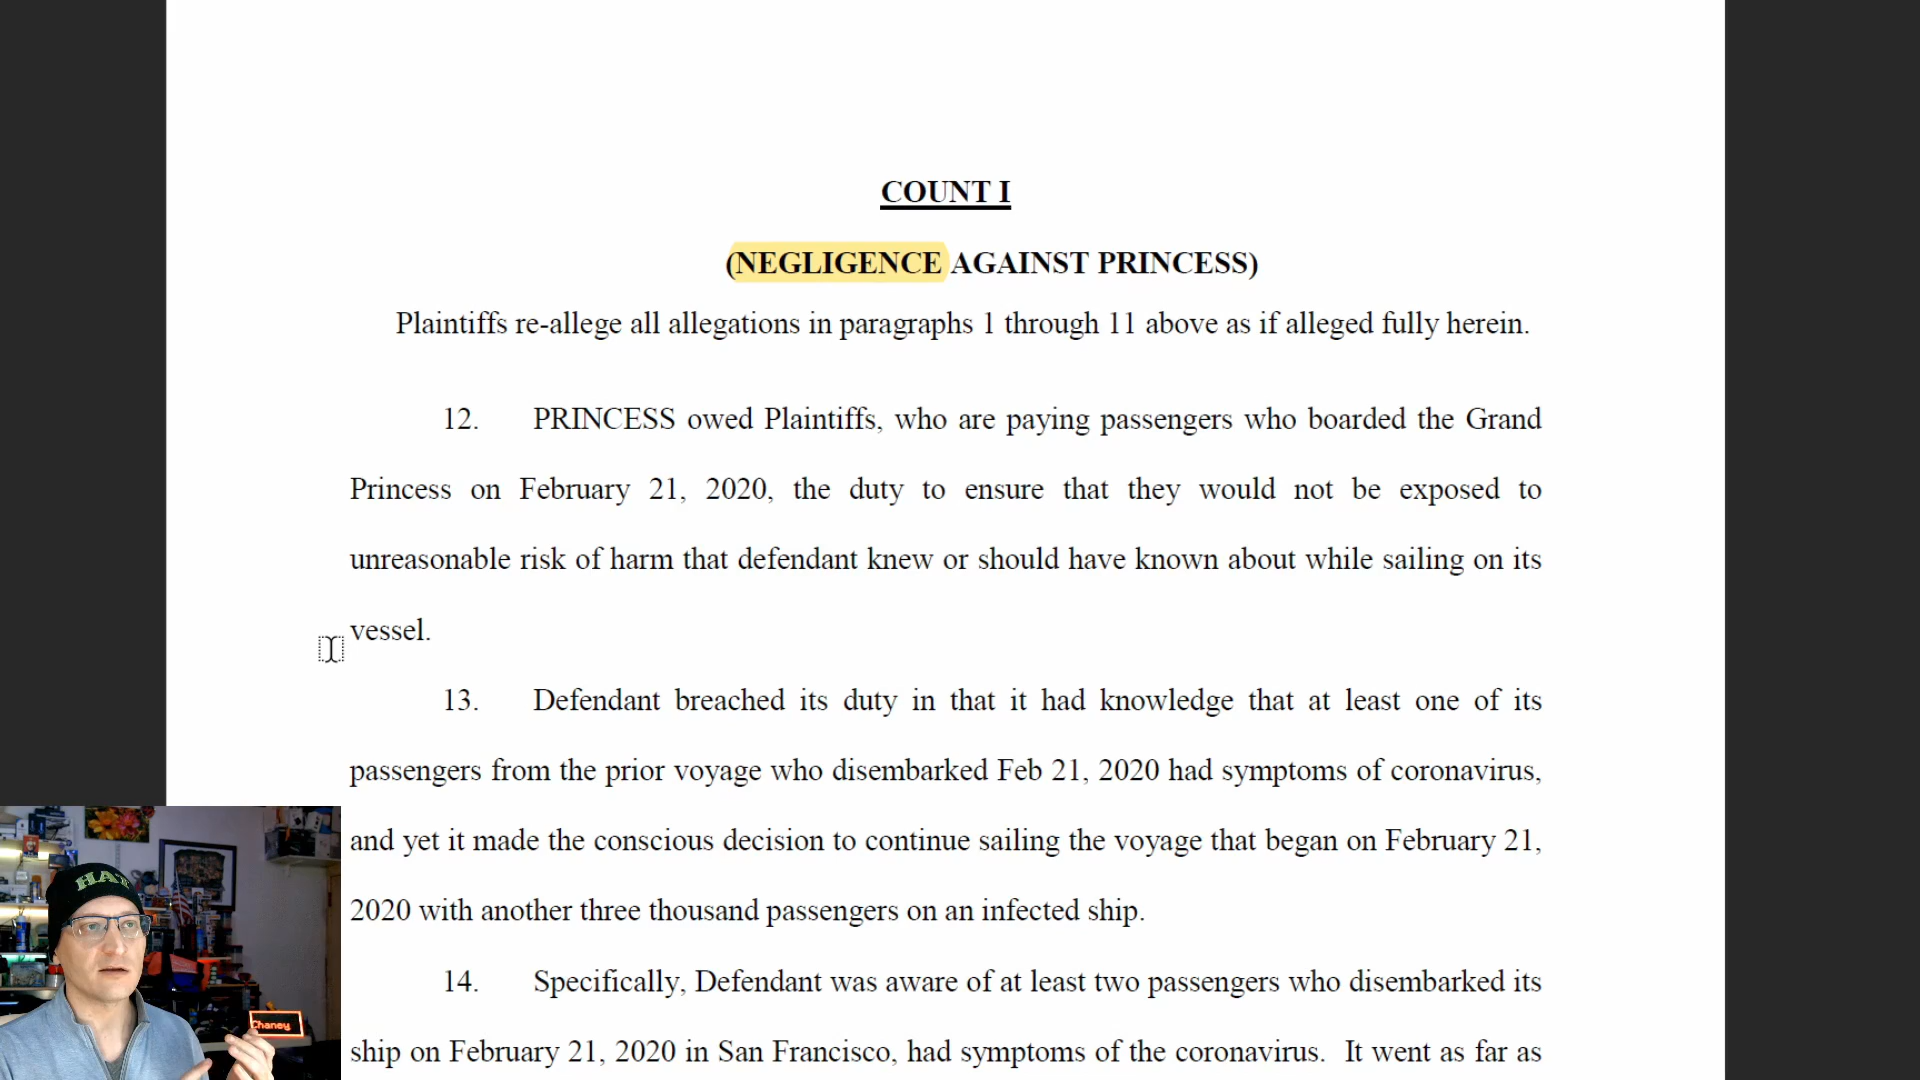 COUNT I
(NEGLIGENCE AGAINST PRINCESS)
Plaintiffs re-allege all allegations in paragraphs 1 through 11 above as if alleged fully herein.
12. PRINCESS owed Plaintiffs, who are paying passengers who boarded the Grand
Princess on February 21, 2020, the duty to ensure that they would not be exposed to
unreasonable risk of harm that defendant knew or should have known about while sailing on its
vessel.
13. Defendant breached its duty in that it had knowledge that at least one of its
passengers from the prior voyage who disembarked Feb 21, 2020 had symptoms of coronavirus,
and yet it made the conscious decision to continue sailing the voyage that began on February 21,
2020 with another three thousand passengers on an infected ship.
14. Specifically, Defendant was aware of at least two passengers who disembarked its
ship on February 21, 2020 in San Francisco, had symptoms of the coronavirus. It went as far as
HAT
Chaney